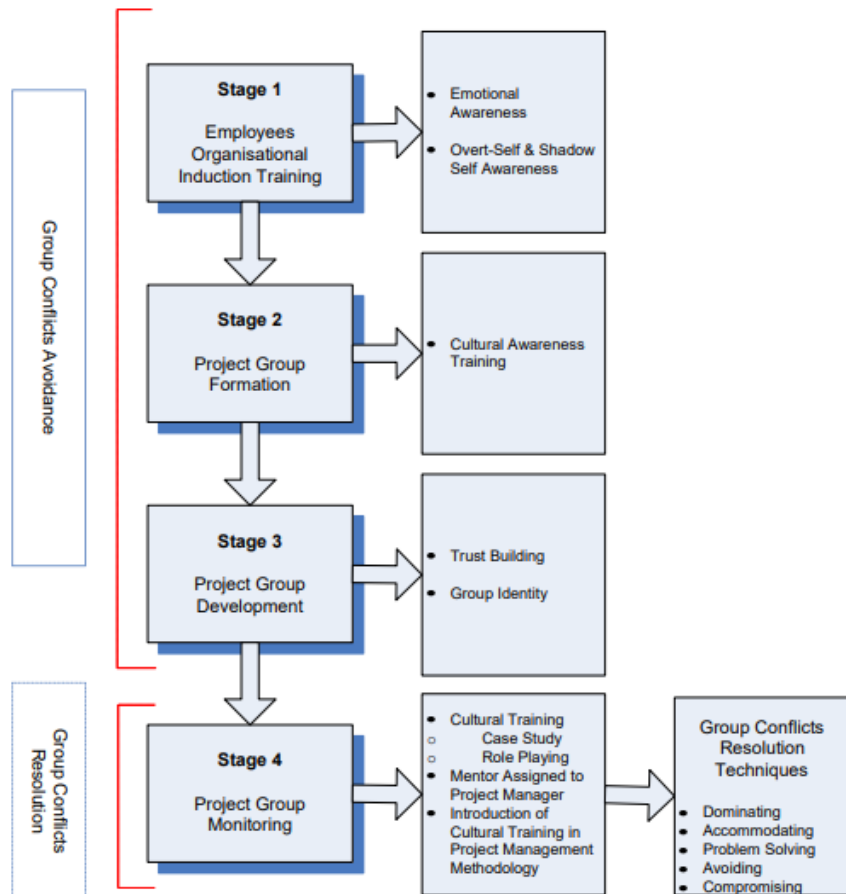 Group Conflicts Avoidance
Stage 1
Employees
Organisational
Induction Training
• Emotional
Awareness
• Overt-Self & Shadow
Self Awareness
Stage 2
Project Group
Formation
• Cultural Awareness
Training
Stage 3
Project Group
Development
• Trust Building
• Group Identity
Group Conflicts
Resolution
Stage 4
Project Group
Monitoring
• Cultural Training
○ Case Study
○ Role Playing
• Mentor Assigned to
Project Manager
• Introduction of
Cultural Training in
Project Management
Methodology
Group Conflicts
Resolution
Techniques
• Dominating
• Accommodating
• Problem Solving
• Avoiding
• Compromising